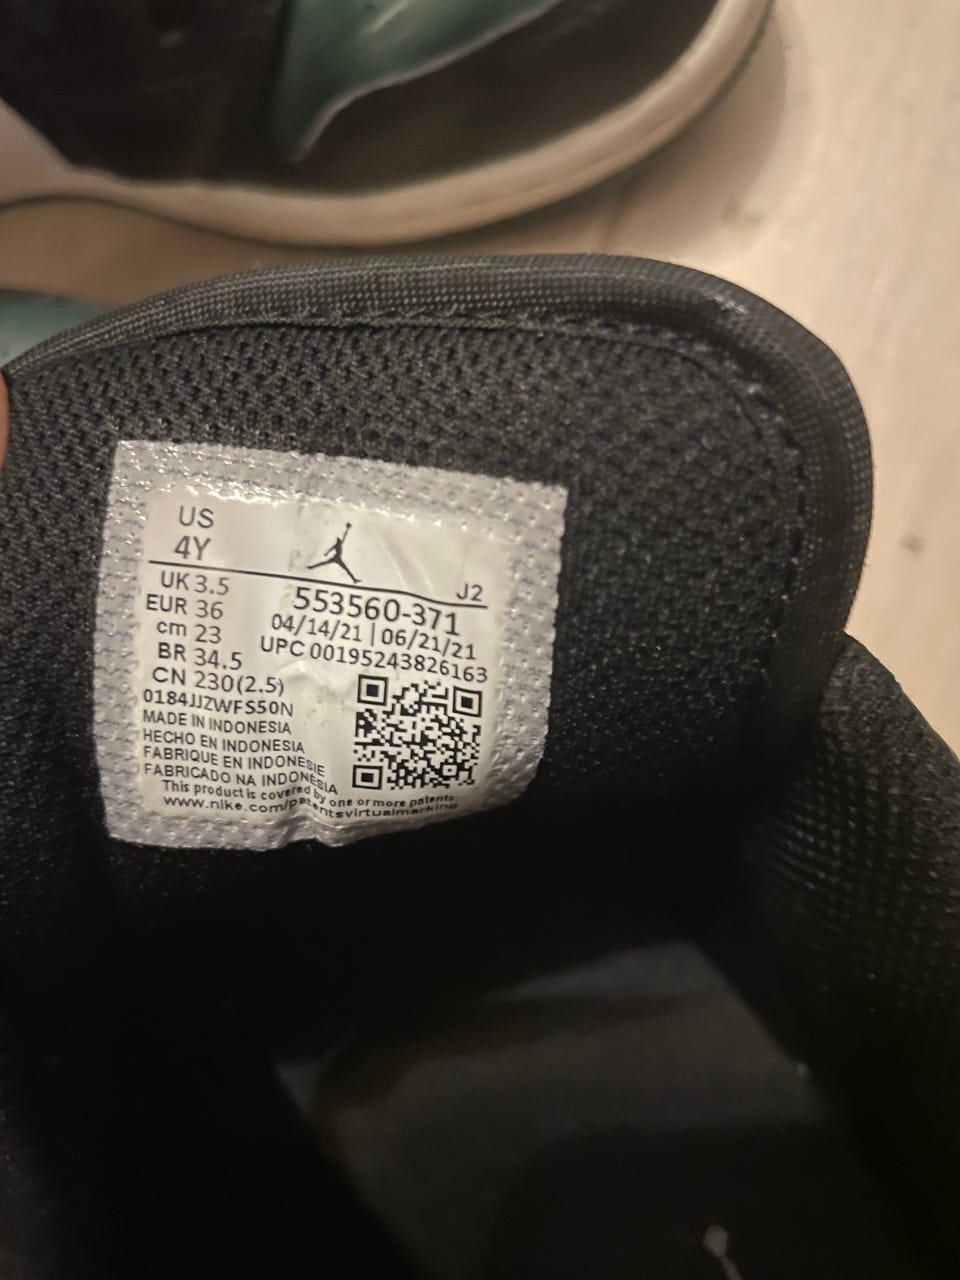 US
4Y
J2
UK 3.5
EUR 36
cm 23
BR 34.5
CN 230(2.5)
553560-371
04/14/21 | 06/21/21
UPC 00195243826163
0184JJZWFS50N
MADE IN INDONESIA
HECHO EN INDONESIA
FABRIQUE EN INDONESIE
FABRICADO NA INDONESIA
This product is covered by one or more patents:
www.nike.com/patentsvirtualmarking